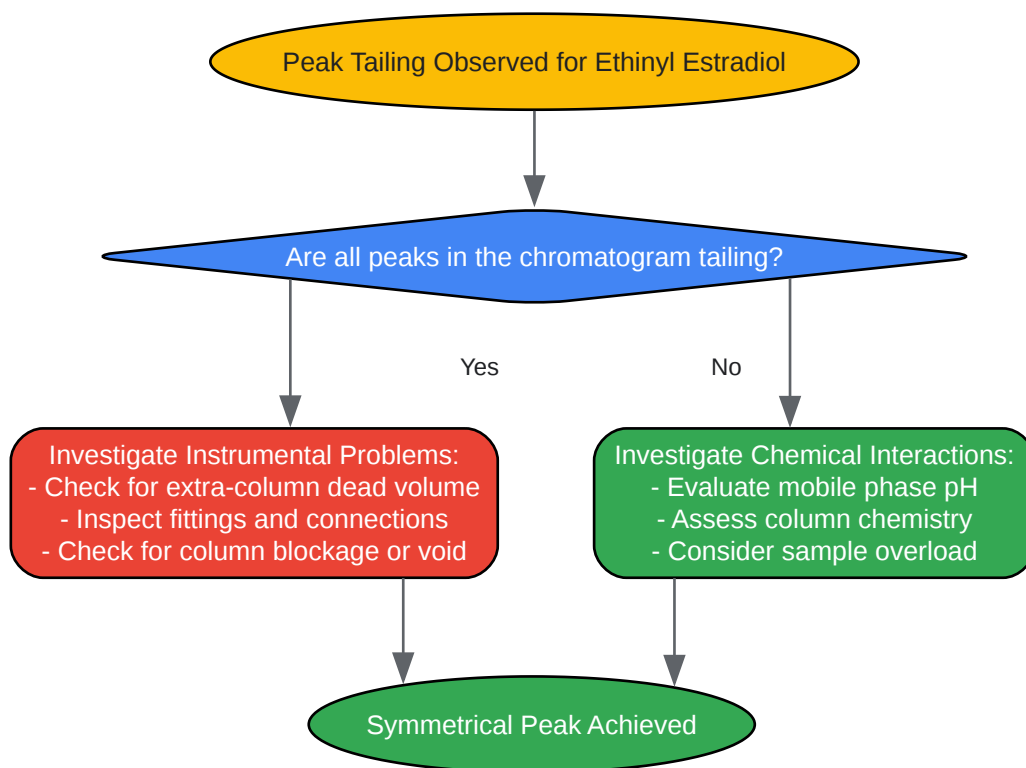 Peak Tailing Observed for Ethinyl Estradiol
Are all peaks in the chromatogram tailing?
Yes
No
Investigate Instrumental Problems:
- Check for extra-column dead volume
- Inspect fittings and connections
- Check for column blockage or void
Investigate Chemical Interactions:
- Evaluate mobile phase pH
- Assess column chemistry
- Consider sample overload
Symmetrical Peak Achieved